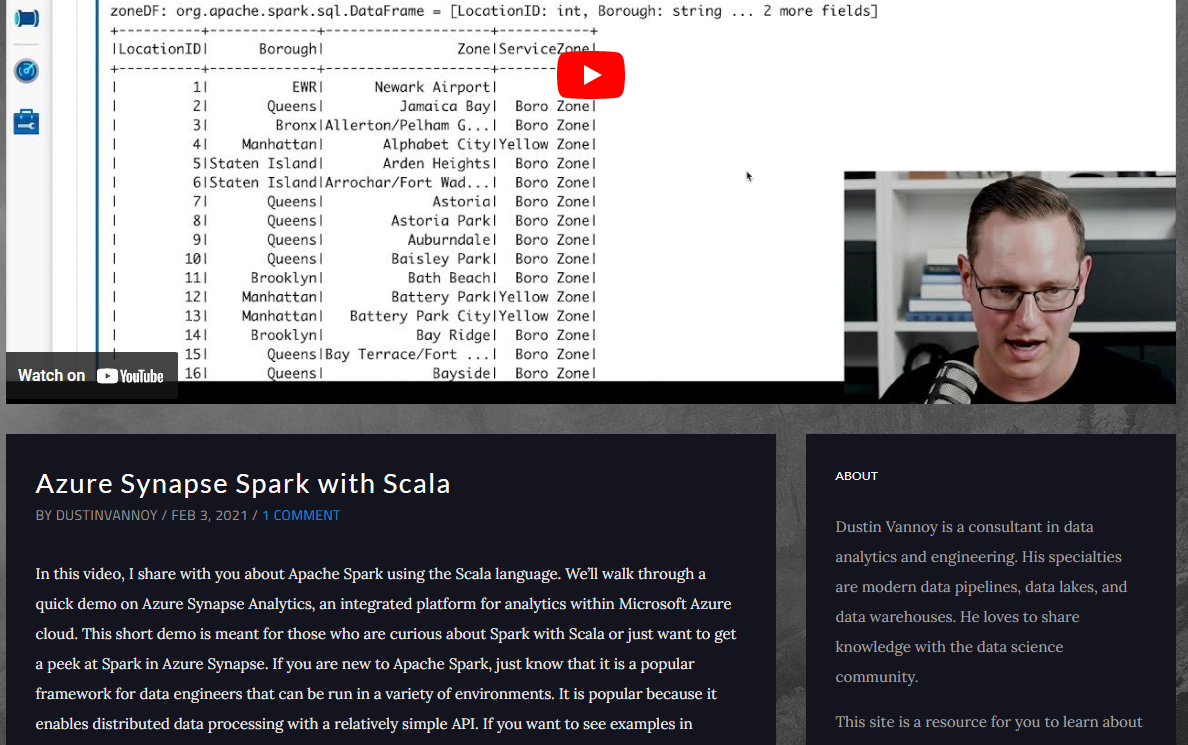 zoneDF: org.apache.spark.sql.DataFrame = [LocationID: int, Borough: string ... 2 more fields]
+----------+-------------+--------------------+-----------+
|LocationID| Borough| Zone|ServiceZone|
+----------+-------------+--------------------+-----------+
| 1| EWR| Newark Airport|
| 2| Queens| Jamaica Bay| Boro Zone|
| 3| Bronx|Allerton/Pelham G...| Boro Zone|
| 4| Manhattan| Alphabet City|Yellow Zone|
| 5|Staten Island| Arden Heights| Boro Zone|
| 6|Staten Island|Arrochar/Fort Wad...| Boro Zone|
| 7| Queens| Astoria| Boro Zone|
| 8| Queens| Astoria Park| Boro Zone|
| 9| Queens| Auburndale| Boro Zone|
| 10| Queens| Baisley Park| Boro Zone|
| 11| Brooklyn| Bath Beach| Boro Zone|
| 12| Manhattan| Battery Park|Yellow Zone|
| 13| Manhattan| Battery Park City|Yellow Zone|
| 14| Brooklyn| Bay Ridge| Boro Zone|
| 15| Queens|Bay Terrace/Fort ...| Boro Zone|
| 16| Queens| Bayside| Boro Zone|
Watch on YouTube
Azure Synapse Spark with Scala
BY DUSTINVANNOY / FEB 3, 2021 / 1 COMMENT
In this video, I share with you about Apache Spark using the Scala language. We'll walk through a
quick demo on Azure Synapse Analytics, an integrated platform for analytics within Microsoft Azure
cloud. This short demo is meant for those who are curious about Spark with Scala or just want to get
a peek at Spark in Azure Synapse. If you are new to Apache Spark, just know that it is a popular
framework for data engineers that can be run in a variety of environments. It is popular because it
enables distributed data processing with a relatively simple API. If you want to see examples in
ABOUT
Dustin Vannoy is a consultant in data
analytics and engineering. His specialties
are modern data pipelines, data lakes, and
data warehouses. He loves to share
knowledge with the data science
community.
This site is a resource for you to learn about